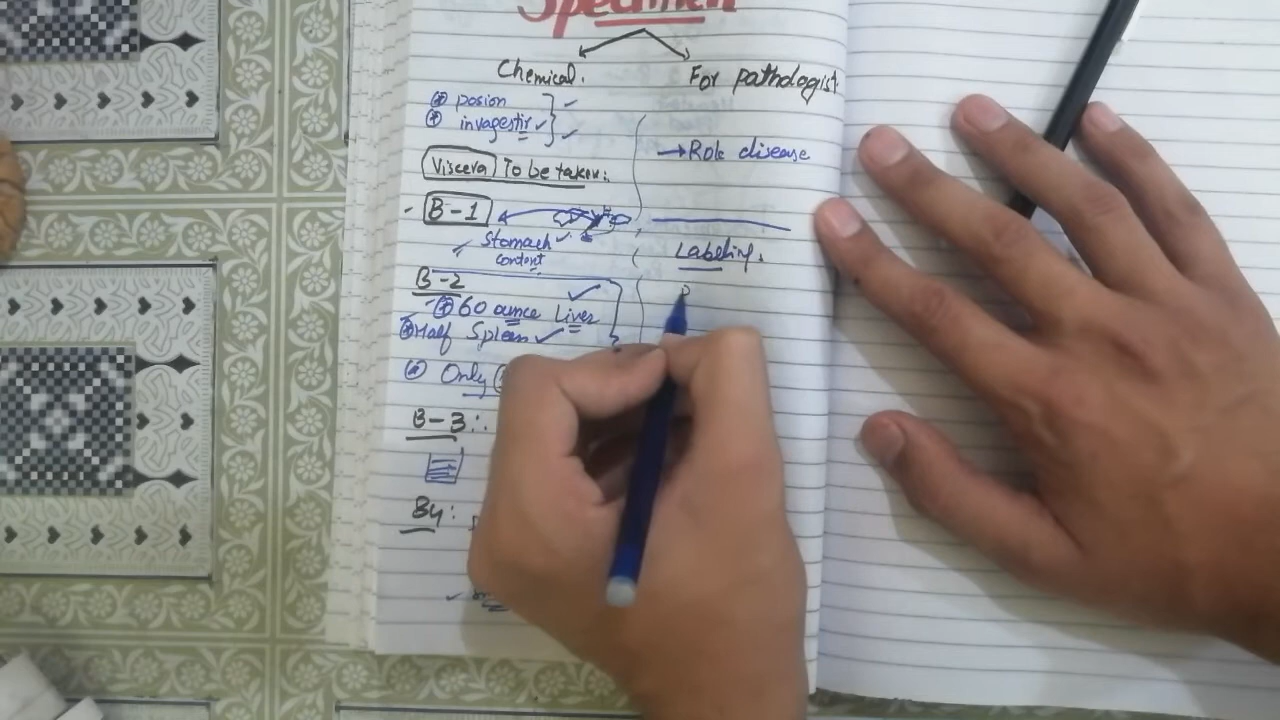 Specimen
Chemical.
posion
invagestir
Viscera To be taken:
B-1
Stomach
content
B-2
60 ounce Liver
Half Spleen
Only
B-3:
By:
For pathologist
Role disease
Labeling.